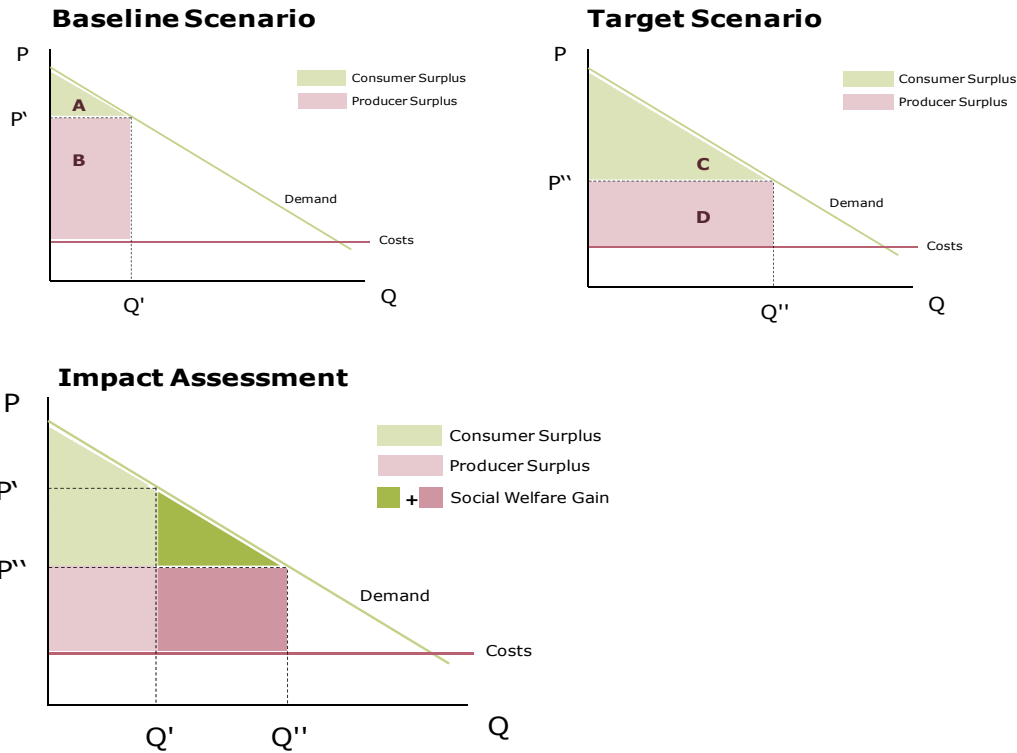 Baseline Scenario
P
Consumer Surplus
Producer Surplus
A
P'
B
Demand
Costs
Q'
Q
Target Scenario
P
Consumer Surplus
Producer Surplus
C
P''
D
Demand
Costs
Q''
Q
Impact Assessment
P
Consumer Surplus
Producer Surplus
+ Social Welfare Gain
P'
P''
Demand
Costs
Q'
Q''
Q